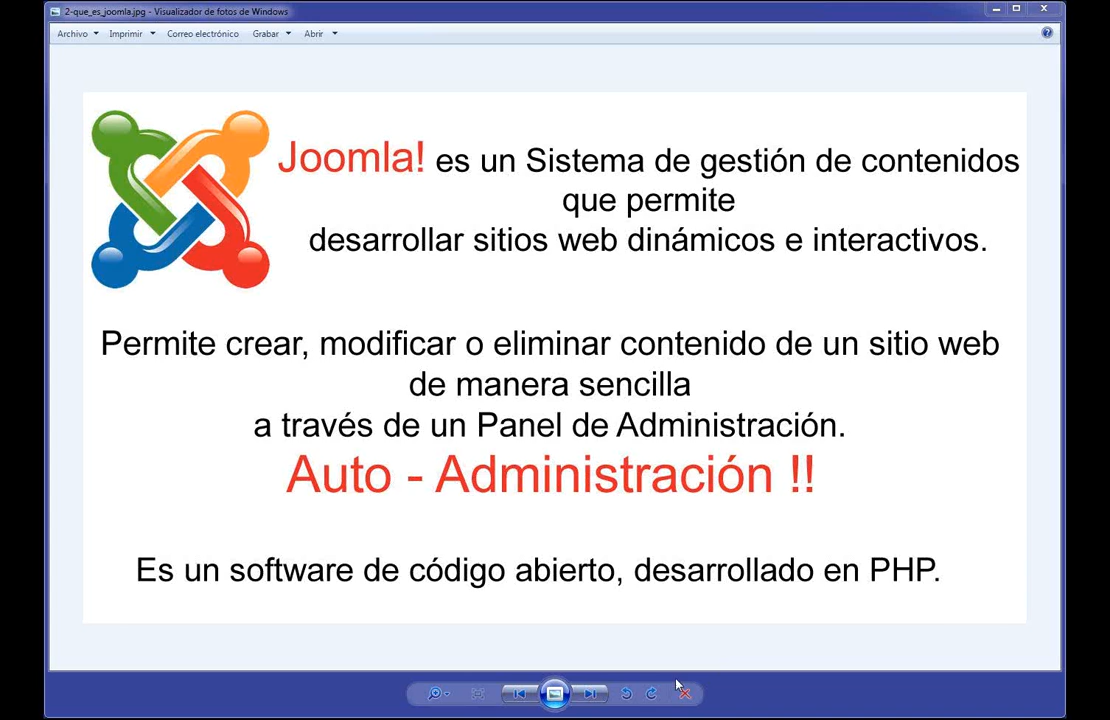 2-que_es_joomla.jpg - Visualizador de fotos de Windows
Archivo Imprimir Correo electrónico Grabar Abrir
Joomla! es un Sistema de gestión de contenidos
que permite
desarrollar sitios web dinámicos e interactivos.
Permite crear, modificar o eliminar contenido de un sitio web
de manera sencilla
a través de un Panel de Administración.
Auto - Administración !!
Es un software de código abierto, desarrollado en PHP.